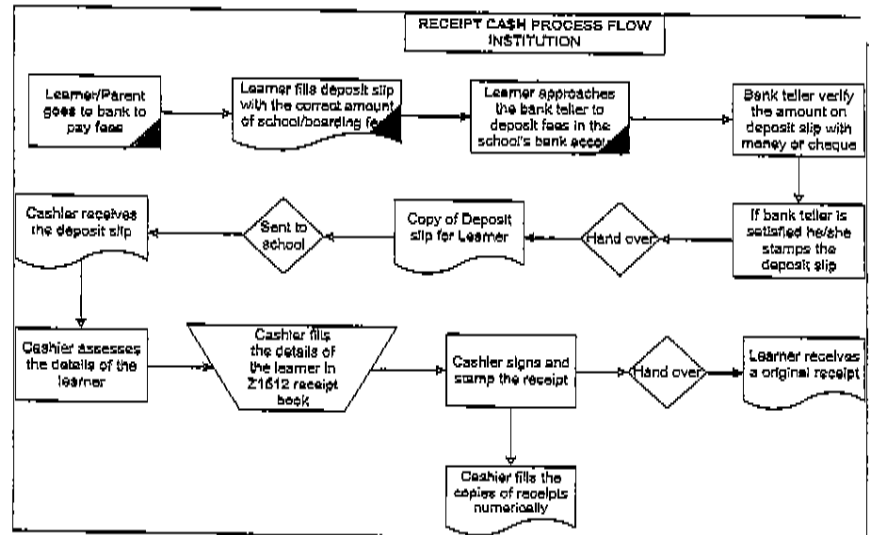 RECEIPT CASH PROCESS FLOW
INSTITUTION
Learner/Parent
goes to bank to
pay fees
Learner fills deposit slip
with the correct amount
of school/boarding fe
Learner approaches
the bank teller to
deposit fees in the
school's bank accou
Bank teller verify
the amount on
deposit slip with
money or cheque
If bank teller is
satisfied he/she
stamps the
deposit slip
Hand over
Copy of Deposit
slip for Learner
Sent to
school
Cashier receives
the deposit slip
Cashier assesses
the details of the
learner
Cashier fills
the details of
the learner in
Z1612 receipt
book
Cashier signs and
stamp the receipt
Hand over
Learner receives
a original receipt
Cashier fills the
copies of receipts
numerically